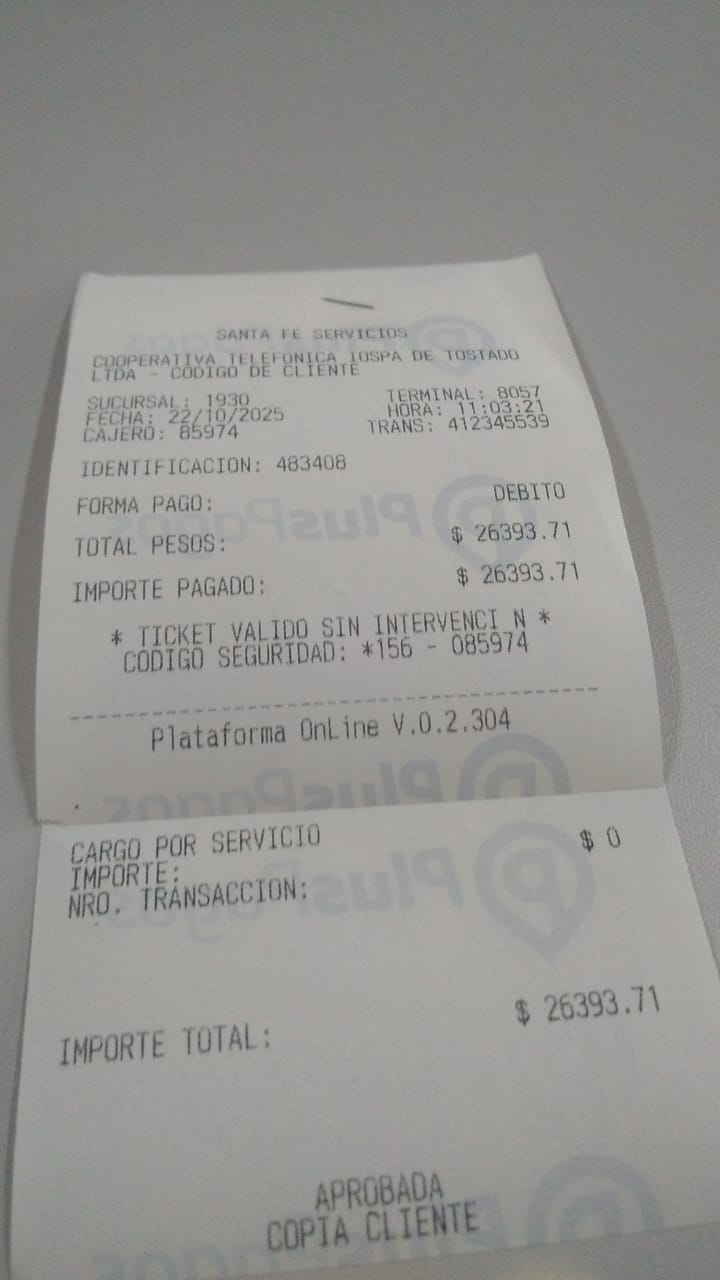 SANTA FE SERVICIOS
COOPERATIVA TELEFONICA IOSPA DE TOSTADO
LTDA - CODIGO DE CLIENTE
SUCURSAL: 1930 TERMINAL: 8057
FECHA: 22/10/2025 HORA: 11:03:21
CAJERO: 85974 TRANS: 412345539
IDENTIFICACION: 483408
FORMA PAGO: DEBITO
TOTAL PESOS: $ 26393.71
IMPORTE PAGADO: $ 26393.71
* TICKET VALIDO SIN INTERVENCI N *
CODIGO SEGURIDAD: *156 - 085974
Plataforma OnLine V.0.2.304
CARGO POR SERVICIO
IMPORTE: $ 0
NRO. TRANSACCION:
IMPORTE TOTAL: $ 26393.71
APROBADA
COPIA CLIENTE
PlusPagos
PlusPagos
PlusPagos